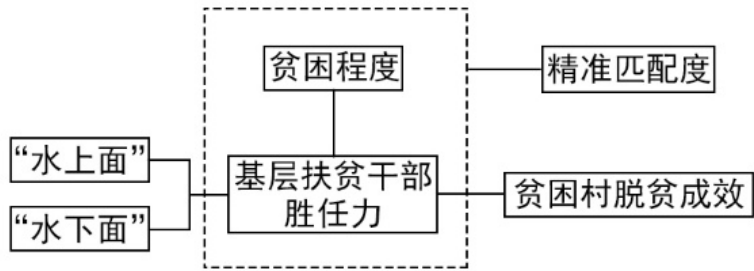 贫困程度
精准匹配度
“水上面”
基层扶贫干部
胜任力
贫困村脱贫成效
“水下面”